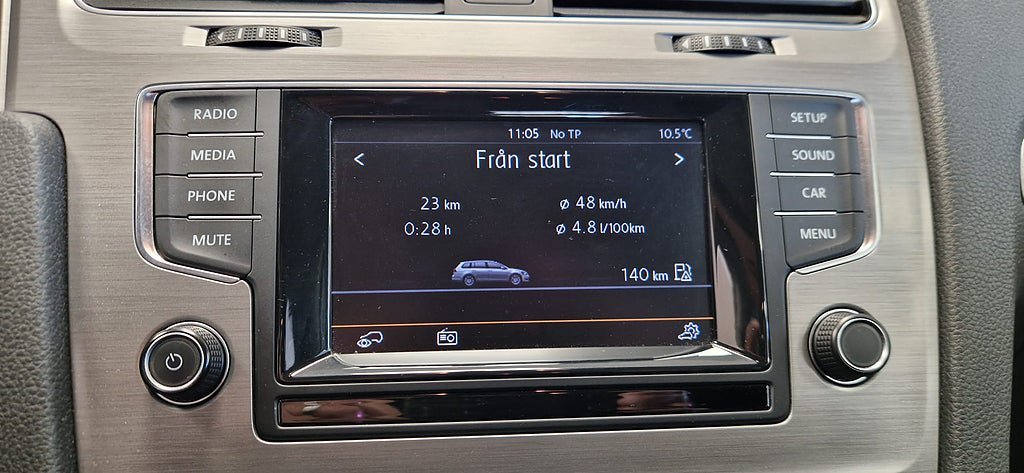 RADIO
MEDIA
PHONE
MUTE
11:05 No TP 10.5°C
< Från start >
23 km ø 48 km/h
0:28 h ø 4.8 l/100km
140 km
SETUP
SOUND
CAR
MENU